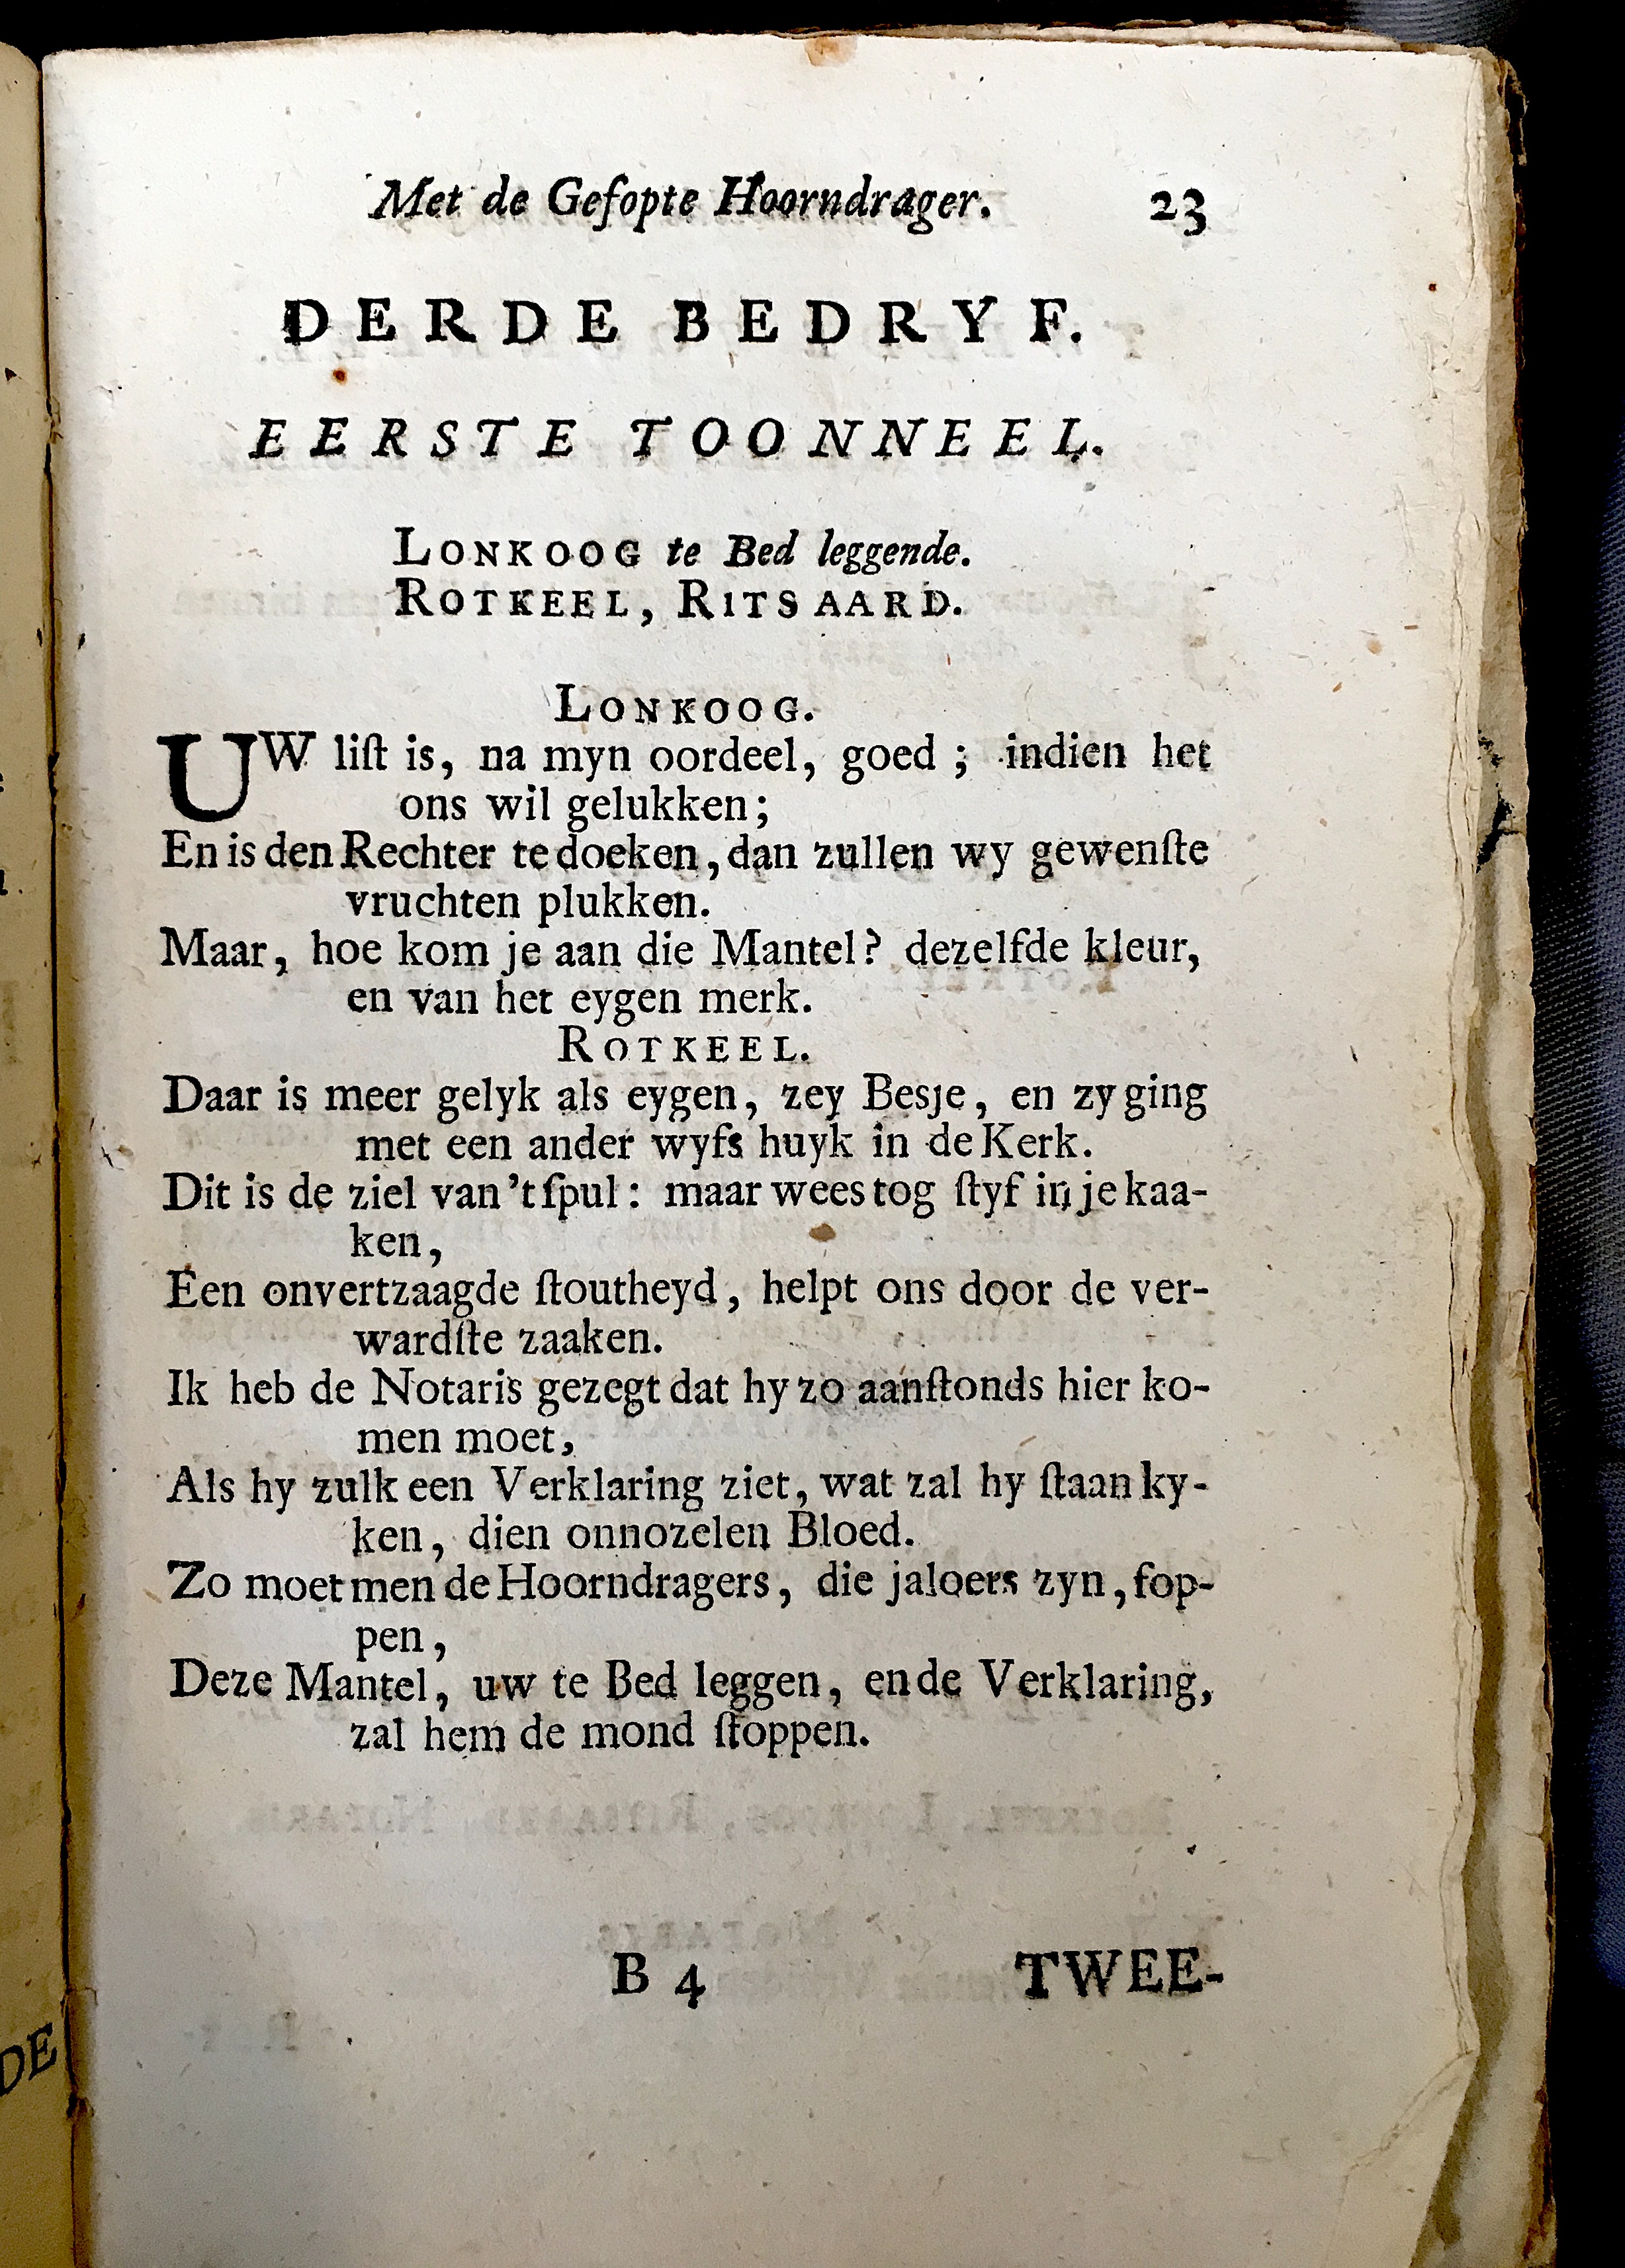 Met de Gefopte Hoorndrager. 23
DERDE BEDRYF.
EERSTE TOONNEEL.
LONKOOG te Bed leggende.
ROTKEEL, RITSAARD.
LONKOOG.
UW liſt is, na myn oordeel, goed ; indien het
ons wil gelukken;
En is den Rechter te doeken, dan zullen wy gewenſte
vruchten plukken.
Maar, hoe kom je aan die Mantel? dezelfde kleur,
en van het eygen merk.
ROTKEEL.
Daar is meer gelyk als eygen, zey Besje, en zy ging
met een ander wyfs huyk in de Kerk.
Dit is de ziel van 't ſpul: maar wees tog ſtyf in je kaa-
ken,
Een onvertzaagde ſtoutheyd, helpt ons door de ver-
wardſte zaaken.
Ik heb de Notaris gezegt dat hy zo aanſtonds hier ko-
men moet,
Als hy zulk een Verklaring ziet, wat zal hy ſtaan ky-
ken, dien onnozelen Bloed.
Zo moet men de Hoorndragers, die jaloers zyn, fop-
pen,
Deze Mantel, uw te Bed leggen, en de Verklaring,
zal hem de mond ſtoppen.
B 4 TWEE-
DE